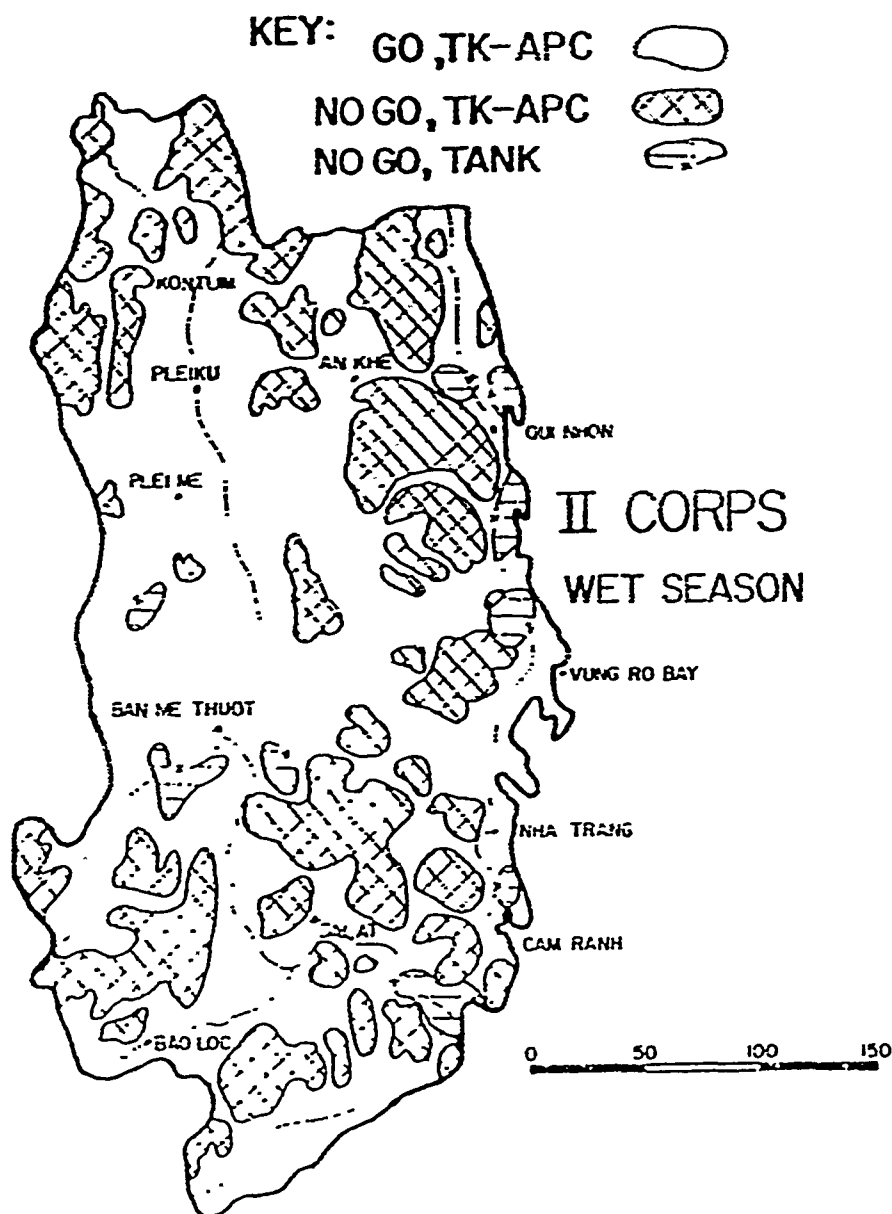 KEY:
GO, TK-APC
NO GO, TK-APC
NO GO, TANK
KONTUM
AN KHE
PLEIKU
QUI NHON
PLEI ME
II CORPS
WET SEASON
VUNG RO BAY
BAN ME THUOT
NHA TRANG
CAM RANH
BAO LOC
0 50 100 150